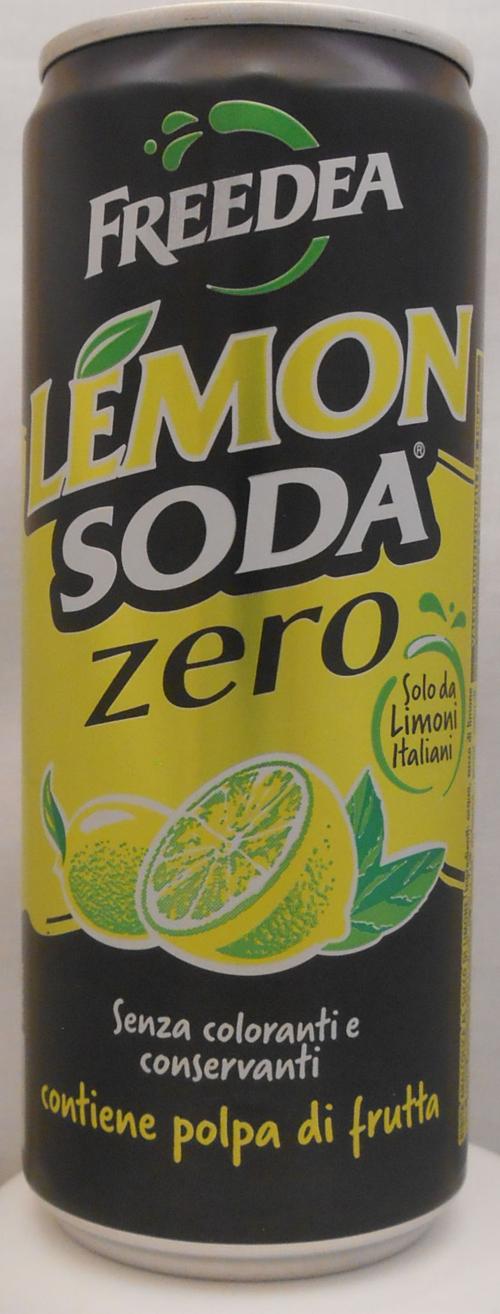 FREEDEA
LEMON
SODA®
zero
Solo da
Limoni
Italiani
Senza coloranti e
conservanti
contiene polpa di frutta